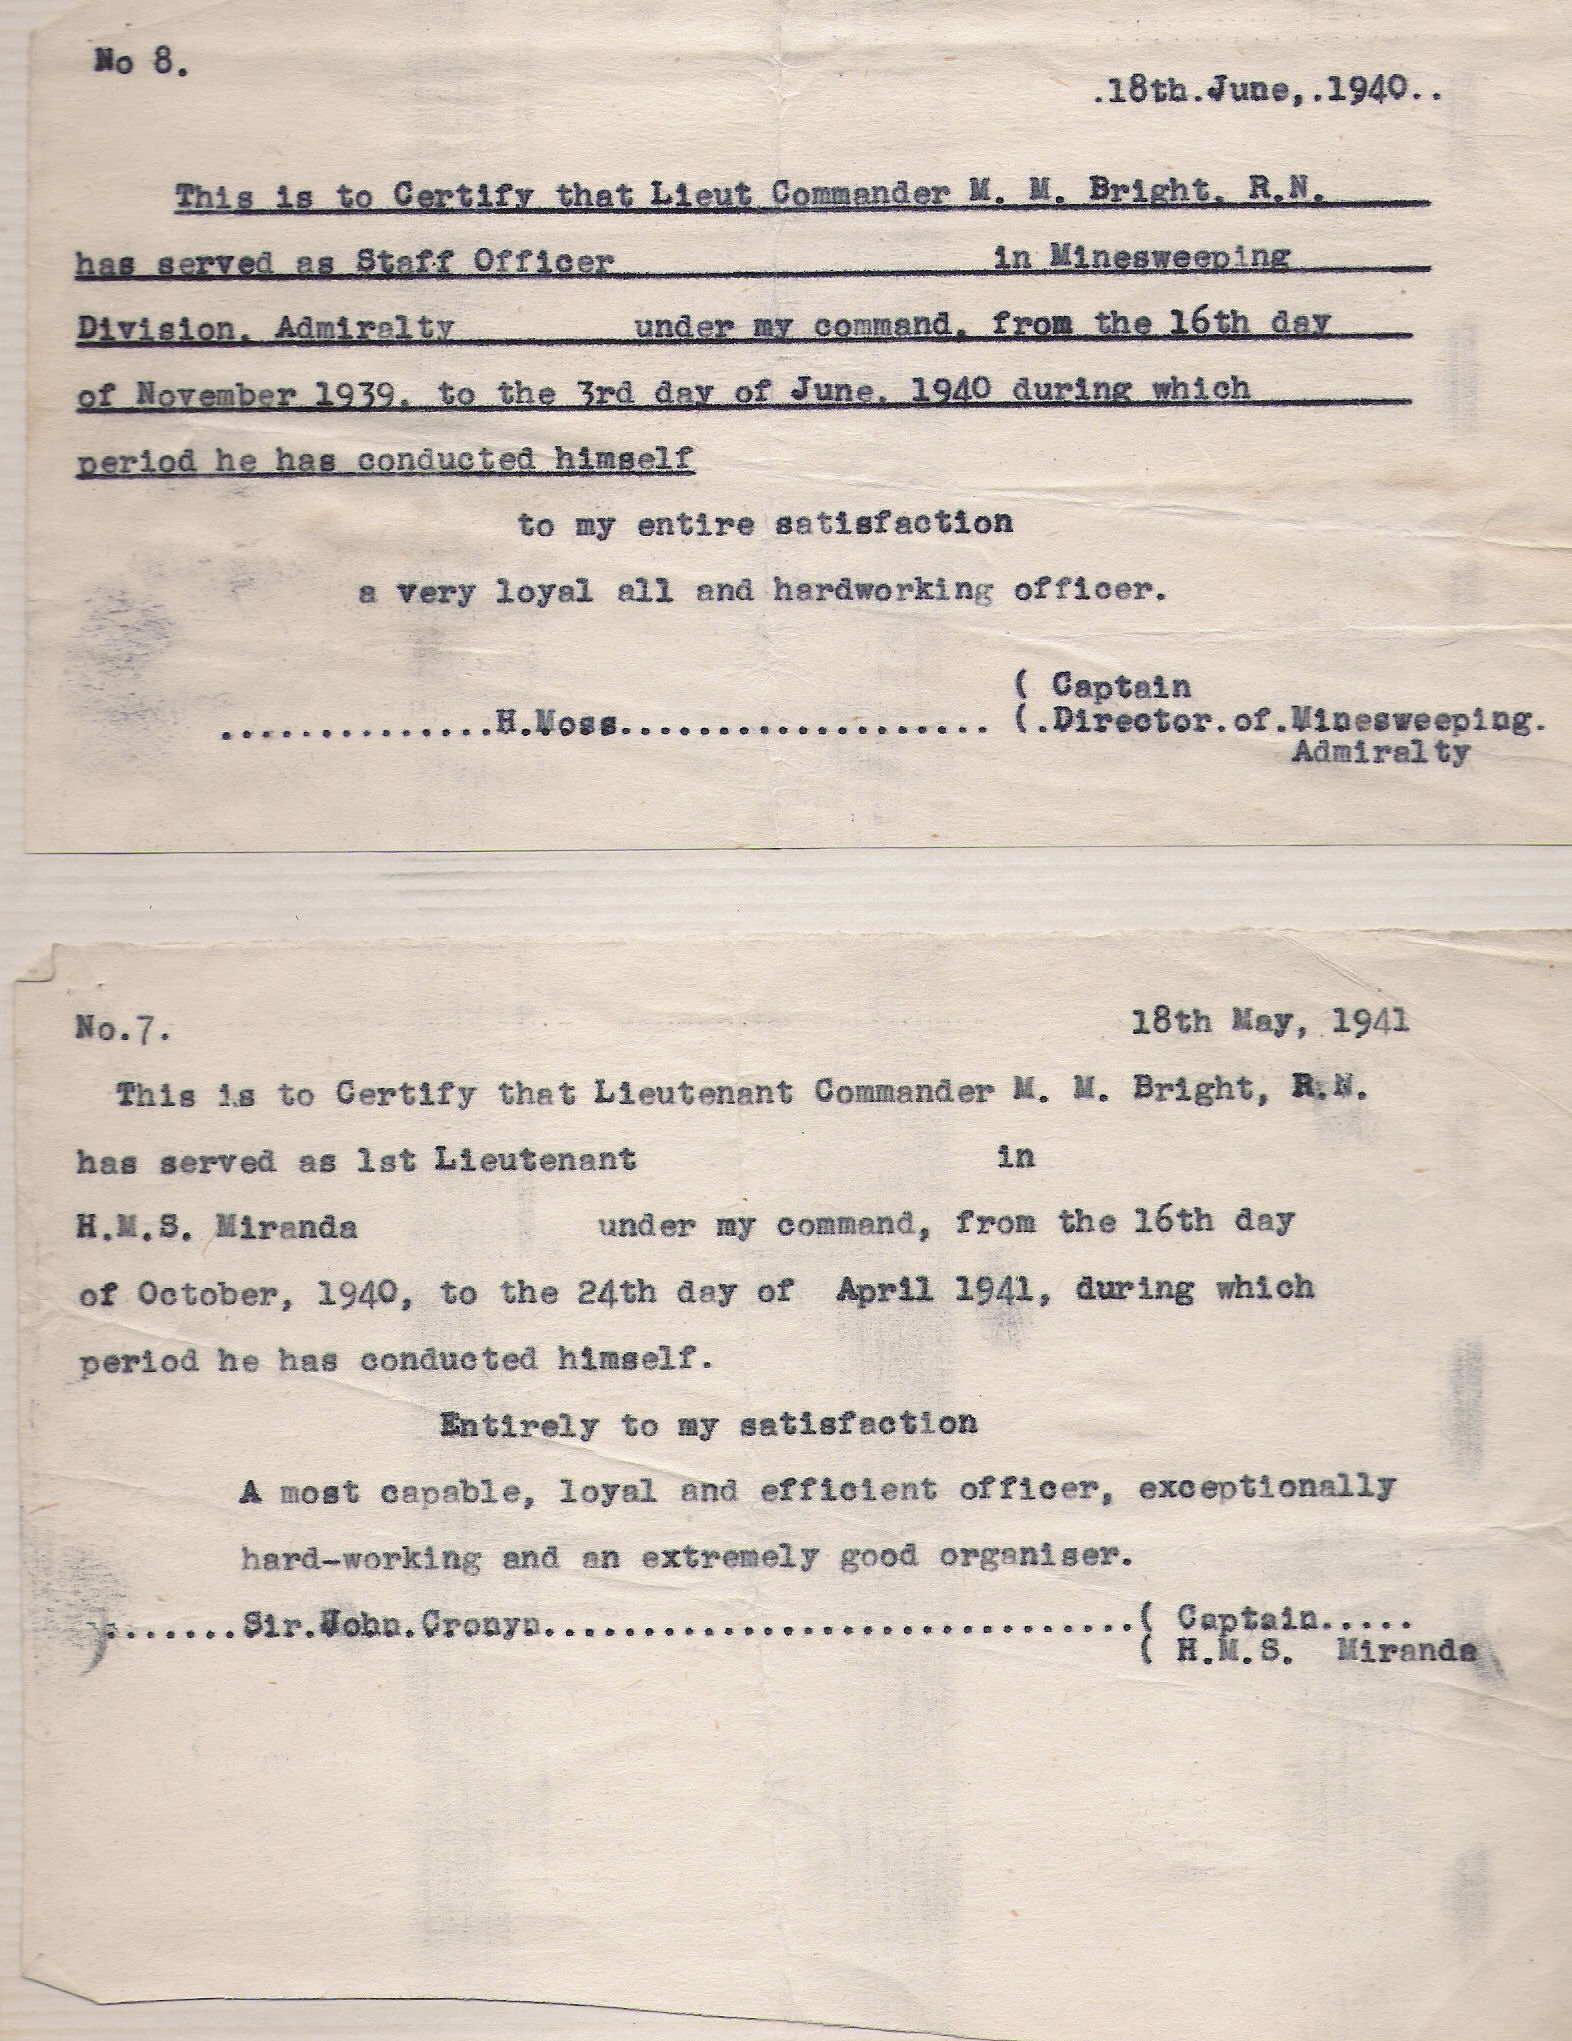 No 8.
.18th.June,.1940..
This is to Certify that Lieut Commander M. M. Bright, R.N.
has served as Staff Officer in Minesweeping
Division, Admiralty under my command, from the 16th day
of November 1939, to the 3rd day of June, 1940 during which
period he has conducted himself
to my entire satisfaction
a very loyal all and hardworking officer.
( Captain
...............H.Moss................... (.Director.of.Minesweeping.
Admiralty
No.7. 18th May, 1941
This is to Certify that Lieutenant Commander M. M. Bright, R.N.
has served as 1st Lieutenant in
H.M.S. Miranda under my command, from the 16th day
of October, 1940, to the 24th day of April 1941, during which
period he has conducted himself.
Entirely to my satisfaction
A most capable, loyal and efficient officer, exceptionally
hard-working and an extremely good organiser.
........Sir.John.Cronyn..............................( Captain.....
( H.M.S. Miranda